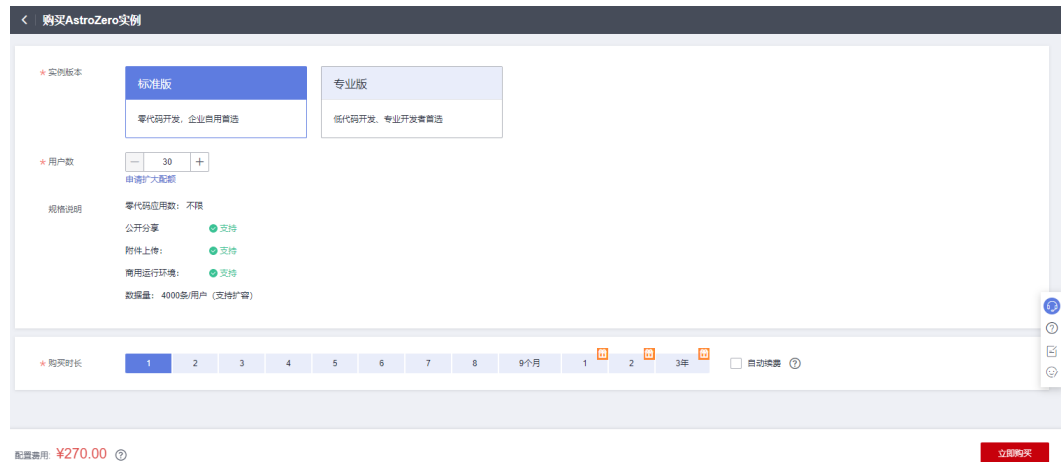 购买AstroZero实例
* 实例版本
标准版
专业版
零代码开发，企业自用首选
低代码开发、专业开发者首选
* 用户数
30
申请扩大配额
规格说明
零代码应用数： 不限
公开分享 支持
附件上传： 支持
商用运行环境： 支持
数据量： 4000条/用户（支持扩容）
* 购买时长
1 2 3 4 5 6 7 8 9个月 1 2 3年
自动续费
配置费用: ¥270.00
立即购买